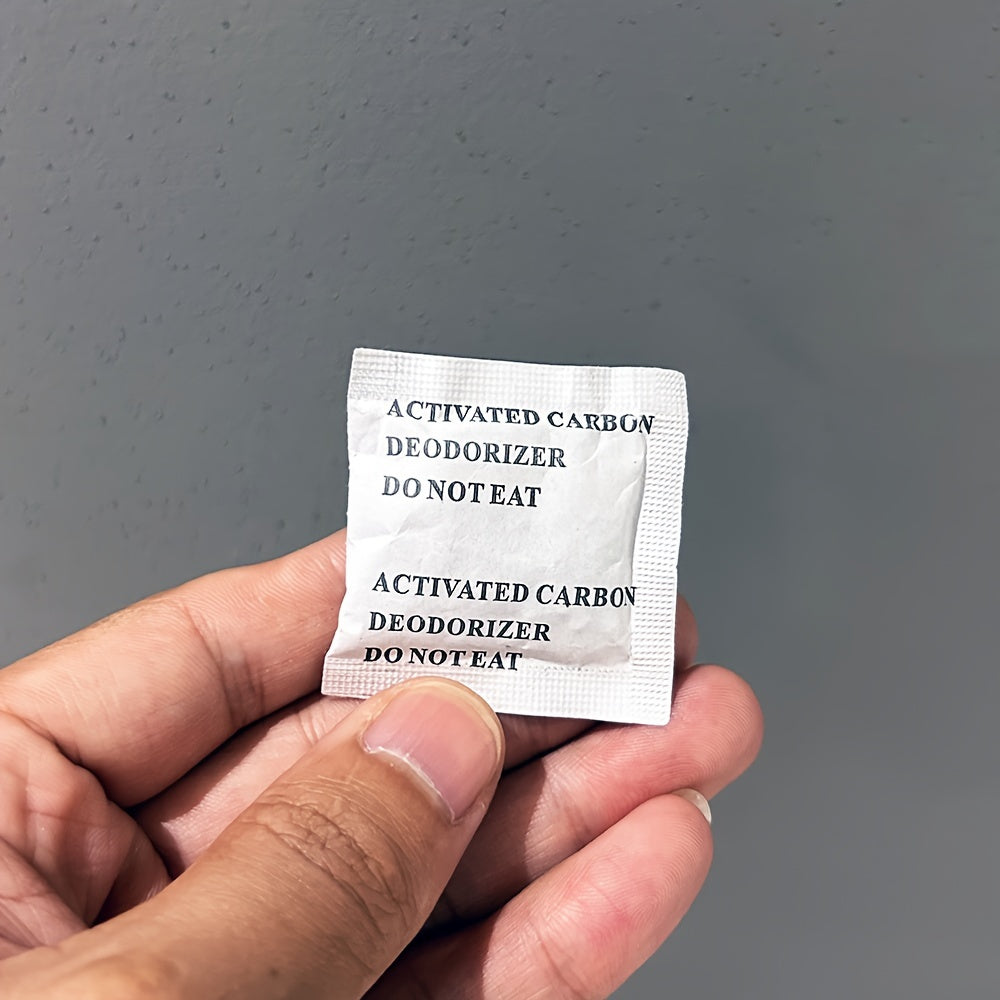 ACTIVATED CARBON
DEODORIZER
DO NOT EAT
ACTIVATED CARBON
DEODORIZER
DO NOT EAT